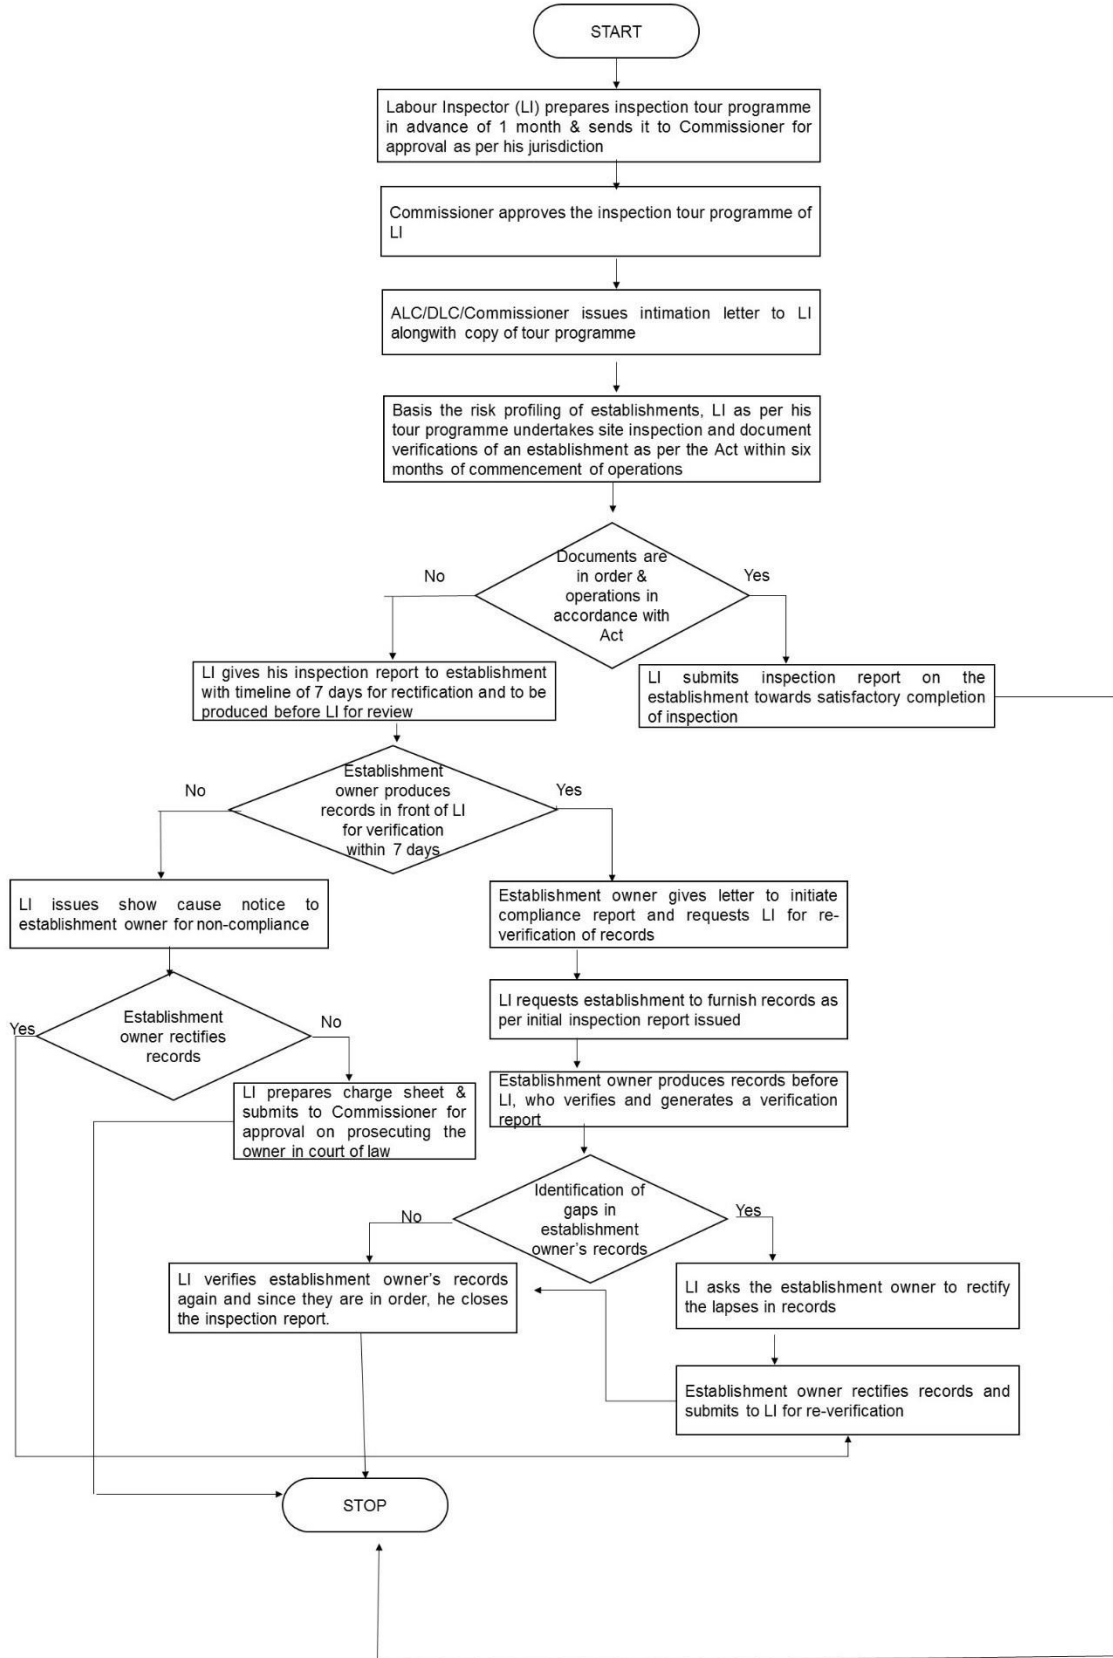 START
Labour Inspector (LI) prepares inspection tour programme
in advance of 1 month & sends it to Commissioner for
approval as per his jurisdiction
Commissioner approves the inspection tour programme of
LI
ALC/DLC/Commissioner issues intimation letter to LI
alongwith copy of tour programme
Basis the risk profiling of establishments, LI as per his
tour programme undertakes site inspection and document
verifications of an establishment as per the Act within six
months of commencement of operations
Documents are
in order &
operations in
accordance with
Act
No
Yes
LI gives his inspection report to establishment
with timeline of 7 days for rectification and to be
produced before LI for review
LI submits inspection report on the
establishment towards satisfactory completion
of inspection
Establishment
owner produces
records in front of LI
for verification
within 7 days
No
Yes
LI issues show cause notice to
establishment owner for non-compliance
Establishment owner gives letter to initiate
compliance report and requests LI for re-
verification of records
Establishment
owner rectifies
records
Yes
No
LI requests establishment to furnish records as
per initial inspection report issued
LI prepares charge sheet &
submits to Commissioner for
approval on prosecuting the
owner in court of law
Establishment owner produces records before
LI, who verifies and generates a verification
report
Identification of
gaps in
establishment
owner's records
No
Yes
LI verifies establishment owner's records
again and since they are in order, he closes
the inspection report.
LI asks the establishment owner to rectify
the lapses in records
Establishment owner rectifies records and
submits to LI for re-verification
STOP